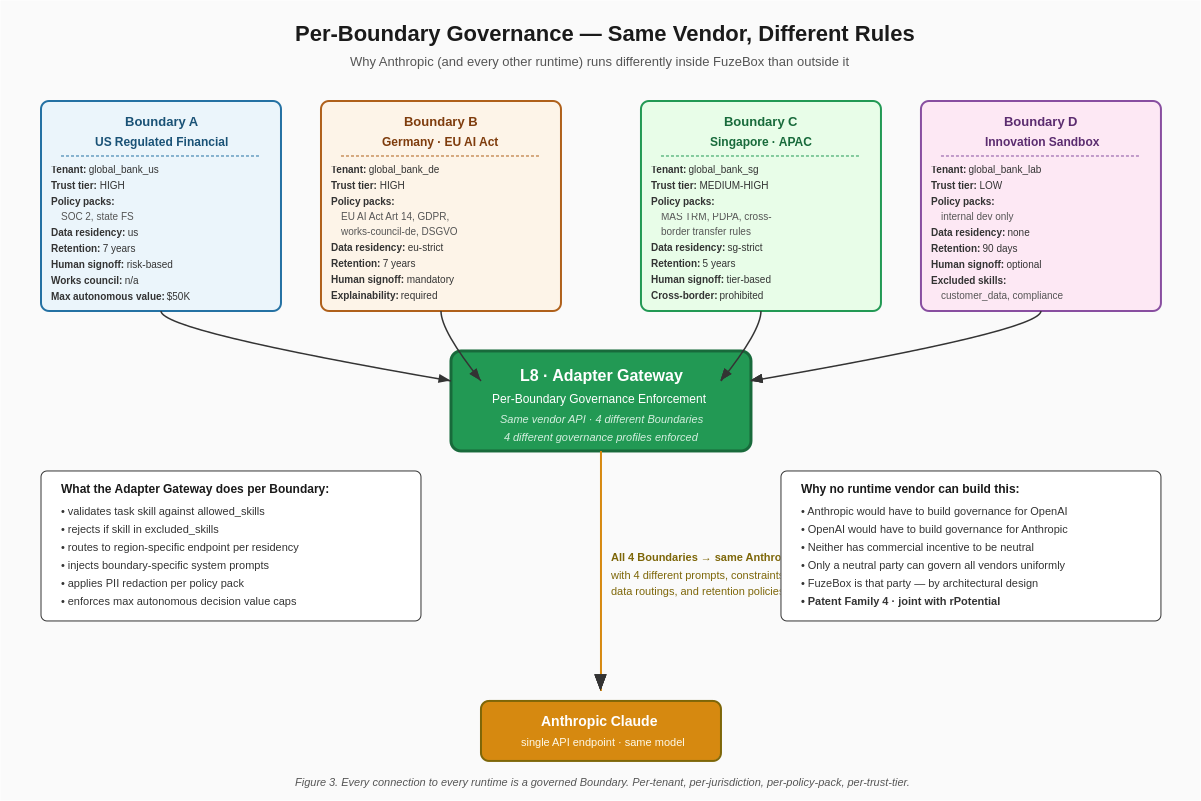 Per-Boundary Governance — Same Vendor, Different Rules
Why Anthropic (and every other runtime) runs differently inside FuzeBox than outside it
Boundary A
US Regulated Financial
Tenant: global_bank_us
Trust tier: HIGH
Policy packs:
SOC 2, state FS
Data residency: us
Retention: 7 years
Human signoff: risk-based
Works council: n/a
Max autonomous value: $50K
Boundary B
Germany · EU AI Act
Tenant: global_bank_de
Trust tier: HIGH
Policy packs:
EU AI Act Art 14, GDPR,
works-council-de, DSGVO
Data residency: eu-strict
Retention: 7 years
Human signoff: mandatory
Explainability: required
Boundary C
Singapore · APAC
Tenant: global_bank_sg
Trust tier: MEDIUM-HIGH
Policy packs:
MAS TRM, PDPA, cross-
border transfer rules
Data residency: sg-strict
Retention: 5 years
Human signoff: tier-based
Cross-border: prohibited
Boundary D
Innovation Sandbox
Tenant: global_bank_lab
Trust tier: LOW
Policy packs:
internal dev only
Data residency: none
Retention: 90 days
Human signoff: optional
Excluded skills:
customer_data, compliance
L8 · Adapter Gateway
Per-Boundary Governance Enforcement
Same vendor API · 4 different Boundaries
4 different governance profiles enforced
What the Adapter Gateway does per Boundary:
• validates task skill against allowed_skills
• rejects if skill in excluded_skills
• routes to region-specific endpoint per residency
• injects boundary-specific system prompts
• applies PII redaction per policy pack
• enforces max autonomous decision value caps
All 4 Boundaries → same Anthro
with 4 different prompts, constraints
data routings, and retention policies
Why no runtime vendor can build this:
• Anthropic would have to build governance for OpenAI
• OpenAI would have to build governance for Anthropic
• Neither has commercial incentive to be neutral
• Only a neutral party can govern all vendors uniformly
• FuzeBox is that party — by architectural design
• Patent Family 4 · joint with rPotential
Anthropic Claude
single API endpoint · same model
Figure 3. Every connection to every runtime is a governed Boundary. Per-tenant, per-jurisdiction, per-policy-pack, per-trust-tier.